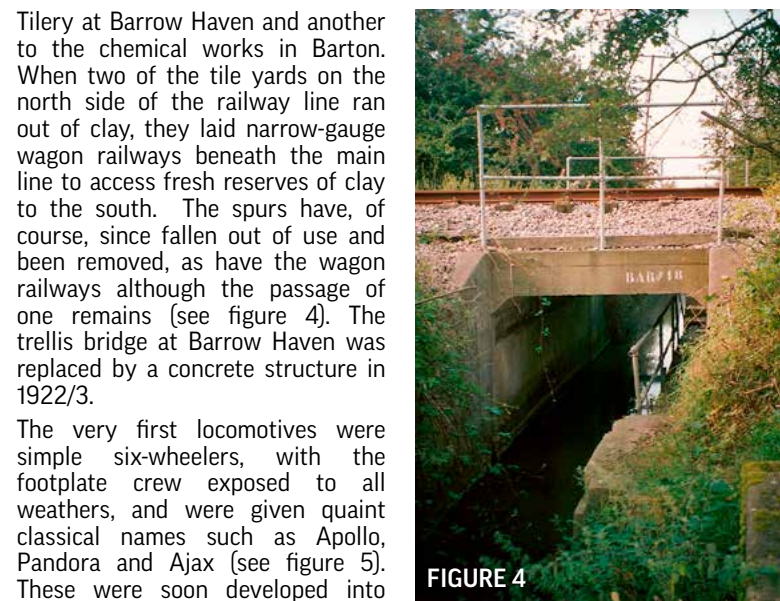 Tilery at Barrow Haven and another
to the chemical works in Barton.
When two of the tile yards on the
north side of the railway line ran
out of clay, they laid narrow-gauge
wagon railways beneath the main
line to access fresh reserves of clay
to the south. The spurs have, of
course, since fallen out of use and
been removed, as have the wagon
railways although the passage of
one remains (see figure 4). The
trellis bridge at Barrow Haven was
replaced by a concrete structure in
1922/3.
The very first locomotives were
simple six-wheelers, with the
footplate crew exposed to all
weathers, and were given quaint
classical names such as Apollo,
Pandora and Ajax (see figure 5).
These were soon developed into
BAR/18
FIGURE 4